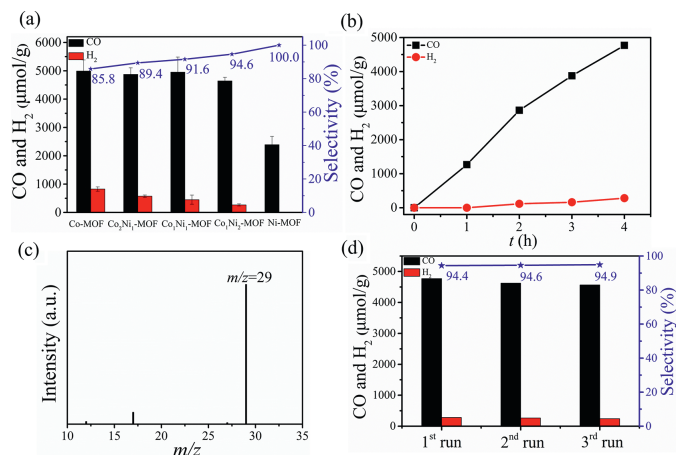 (a)
CO
H₂
CO and H₂ (μmol/g)
6000
5000
4000
3000
2000
1000
0
85.8
89.4
91.6
94.6
100.0
100
80
60
40
20
0
Selectivity (%)
Co-MOF
Co₂Ni₁-MOF
Co₁Ni₁-MOF
Co₁Ni₂-MOF
Ni-MOF
(b)
CO
H₂
CO and H₂ (μmol/g)
5000
4000
3000
2000
1000
0
0
1
2
3
4
t (h)
(c)
m/z=29
Intensity (a.u.)
10
15
20
25
30
35
m/z
(d)
CO
H₂
CO and H₂ (μmol/g)
5000
4000
3000
2000
1000
0
94.4
94.6
94.9
100
80
60
40
20
0
Selectivity (%)
1ˢᵗ run
2ⁿᵈ run
3ʳᵈ run